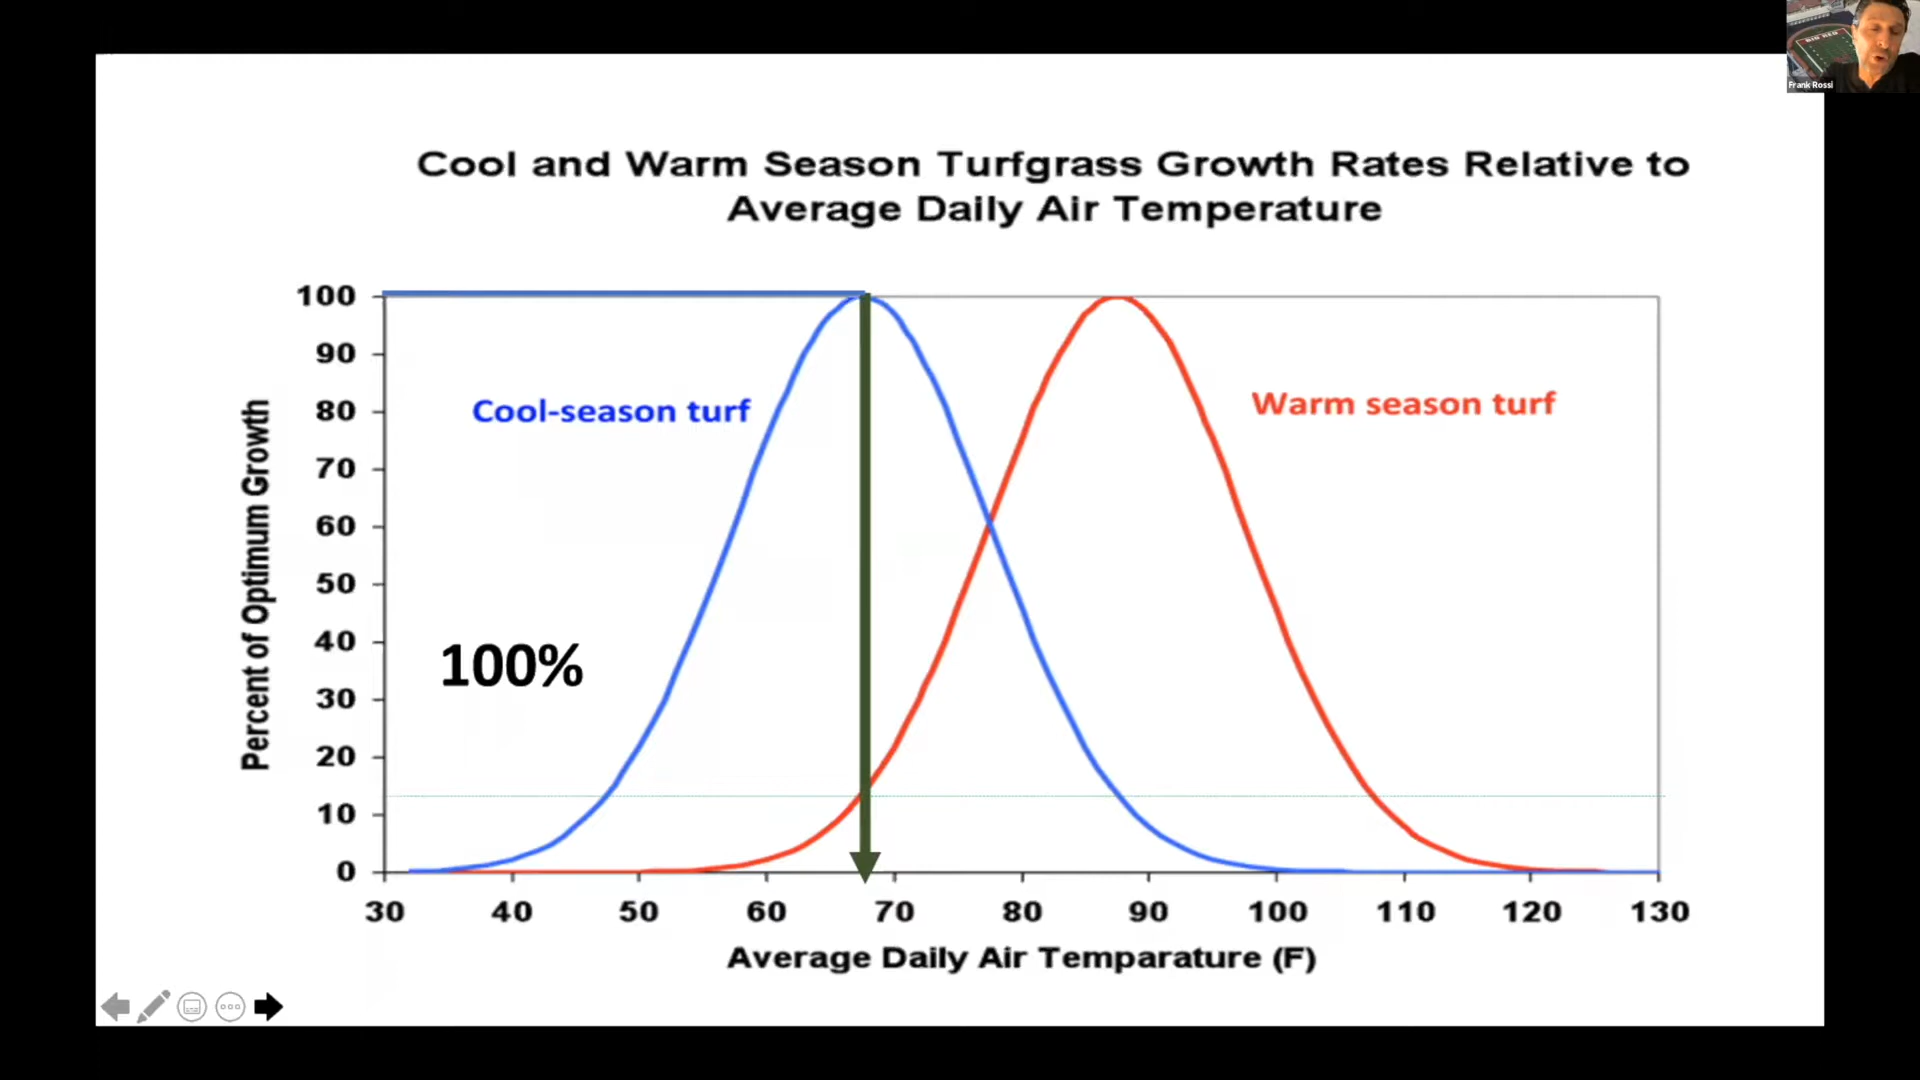 Frank Rossi
Cool and Warm Season Turfgrass Growth Rates Relative to
Average Daily Air Temperature
Percent of Optimum Growth
100
90
80
70
60
50
40
30
20
10
0
Cool-season turf
Warm season turf
100%
30 40 50 60 70 80 90 100 110 120 130
Average Daily Air Temparature (F)